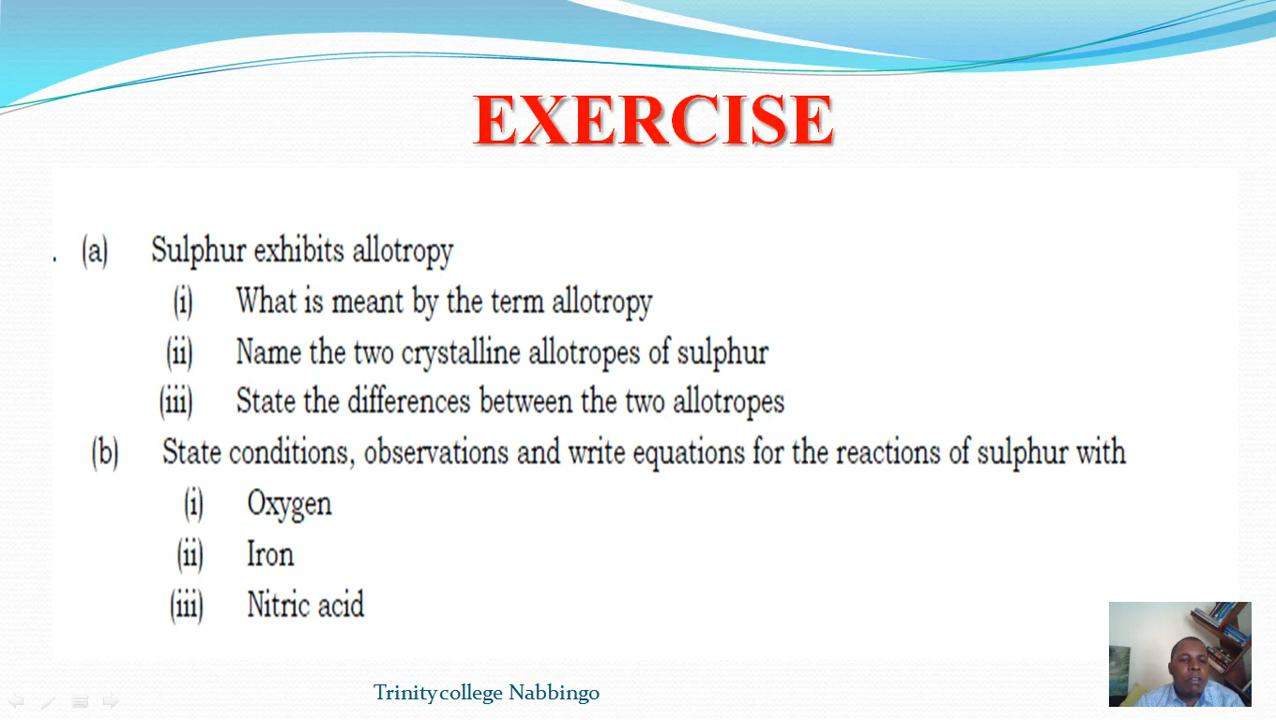 EXERCISE
. (a) Sulphur exhibits allotropy
(i) What is meant by the term allotropy
(ii) Name the two crystalline allotropes of sulphur
(iii) State the differences between the two allotropes
(b) State conditions, observations and write equations for the reactions of sulphur with
(i) Oxygen
(ii) Iron
(iii) Nitric acid
Trinity college Nabbingo